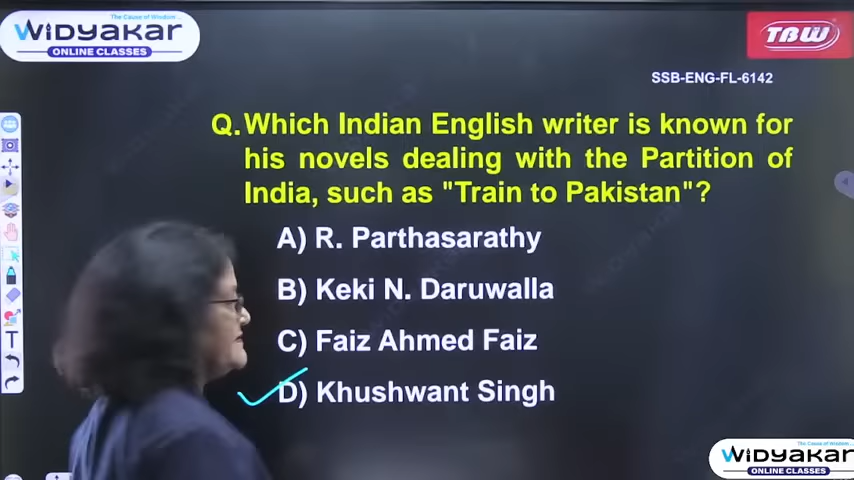 The Cause of Wisdom...
WIDYAKAR
ONLINE CLASSES
TBW
SSB-ENG-FL-6142
Q. Which Indian English writer is known for
his novels dealing with the Partition of
India, such as "Train to Pakistan"?
A) R. Parthasarathy
B) Keki N. Daruwalla
C) Faiz Ahmed Faiz
D) Khushwant Singh
T
The Cause of Wisdom...
WIDYAKAR
ONLINE CLASSES